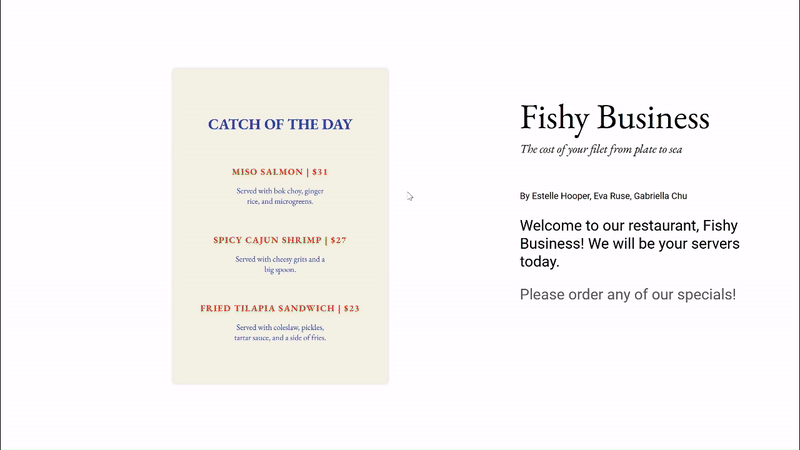 CATCH OF THE DAY
MISO SALMON | $31
Served with bok choy, ginger
rice, and microgreens.
SPICY CAJUN SHRIMP | $27
Served with cheesy grits and a
big spoon.
FRIED TILAPIA SANDWICH | $23
Served with coleslaw, pickles,
tartar sauce, and a side of fries.
Fishy Business
The cost of your filet from plate to sea
By Estelle Hooper, Eva Ruse, Gabriella Chu
Welcome to our restaurant, Fishy
Business! We will be your servers
today.
Please order any of our specials!